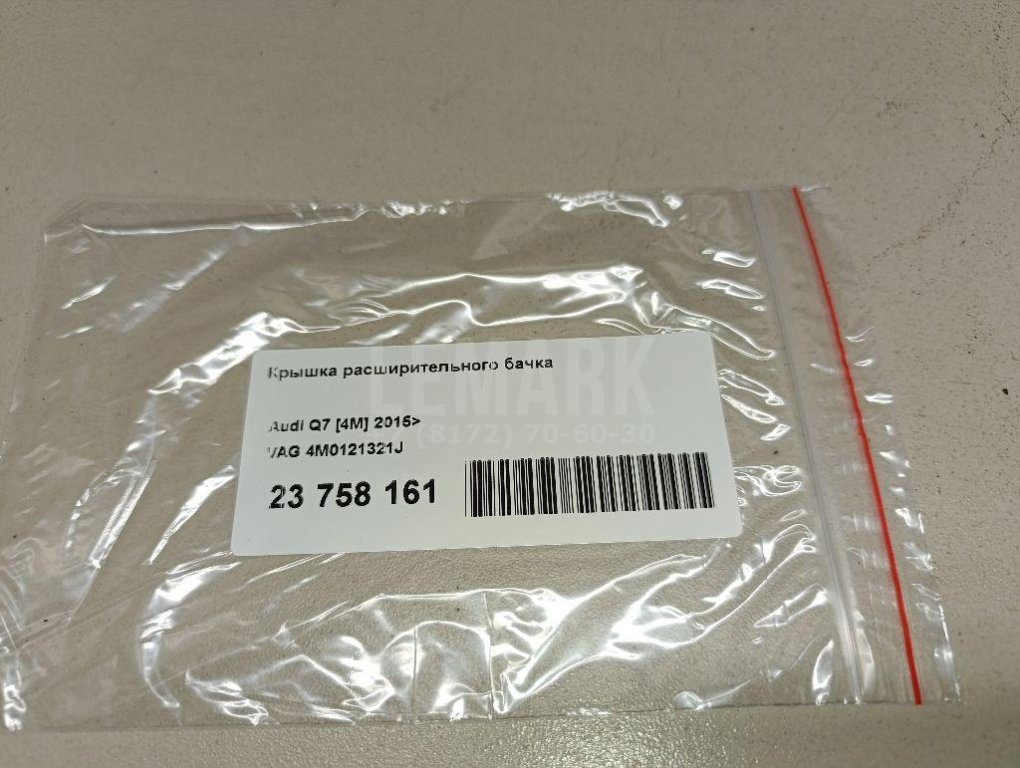 Крышка расширительного бачка
LEMARK
Audi Q7 [4M] 2015>
(8172) 70-60-30
VAG 4M0121321J
23 758 161